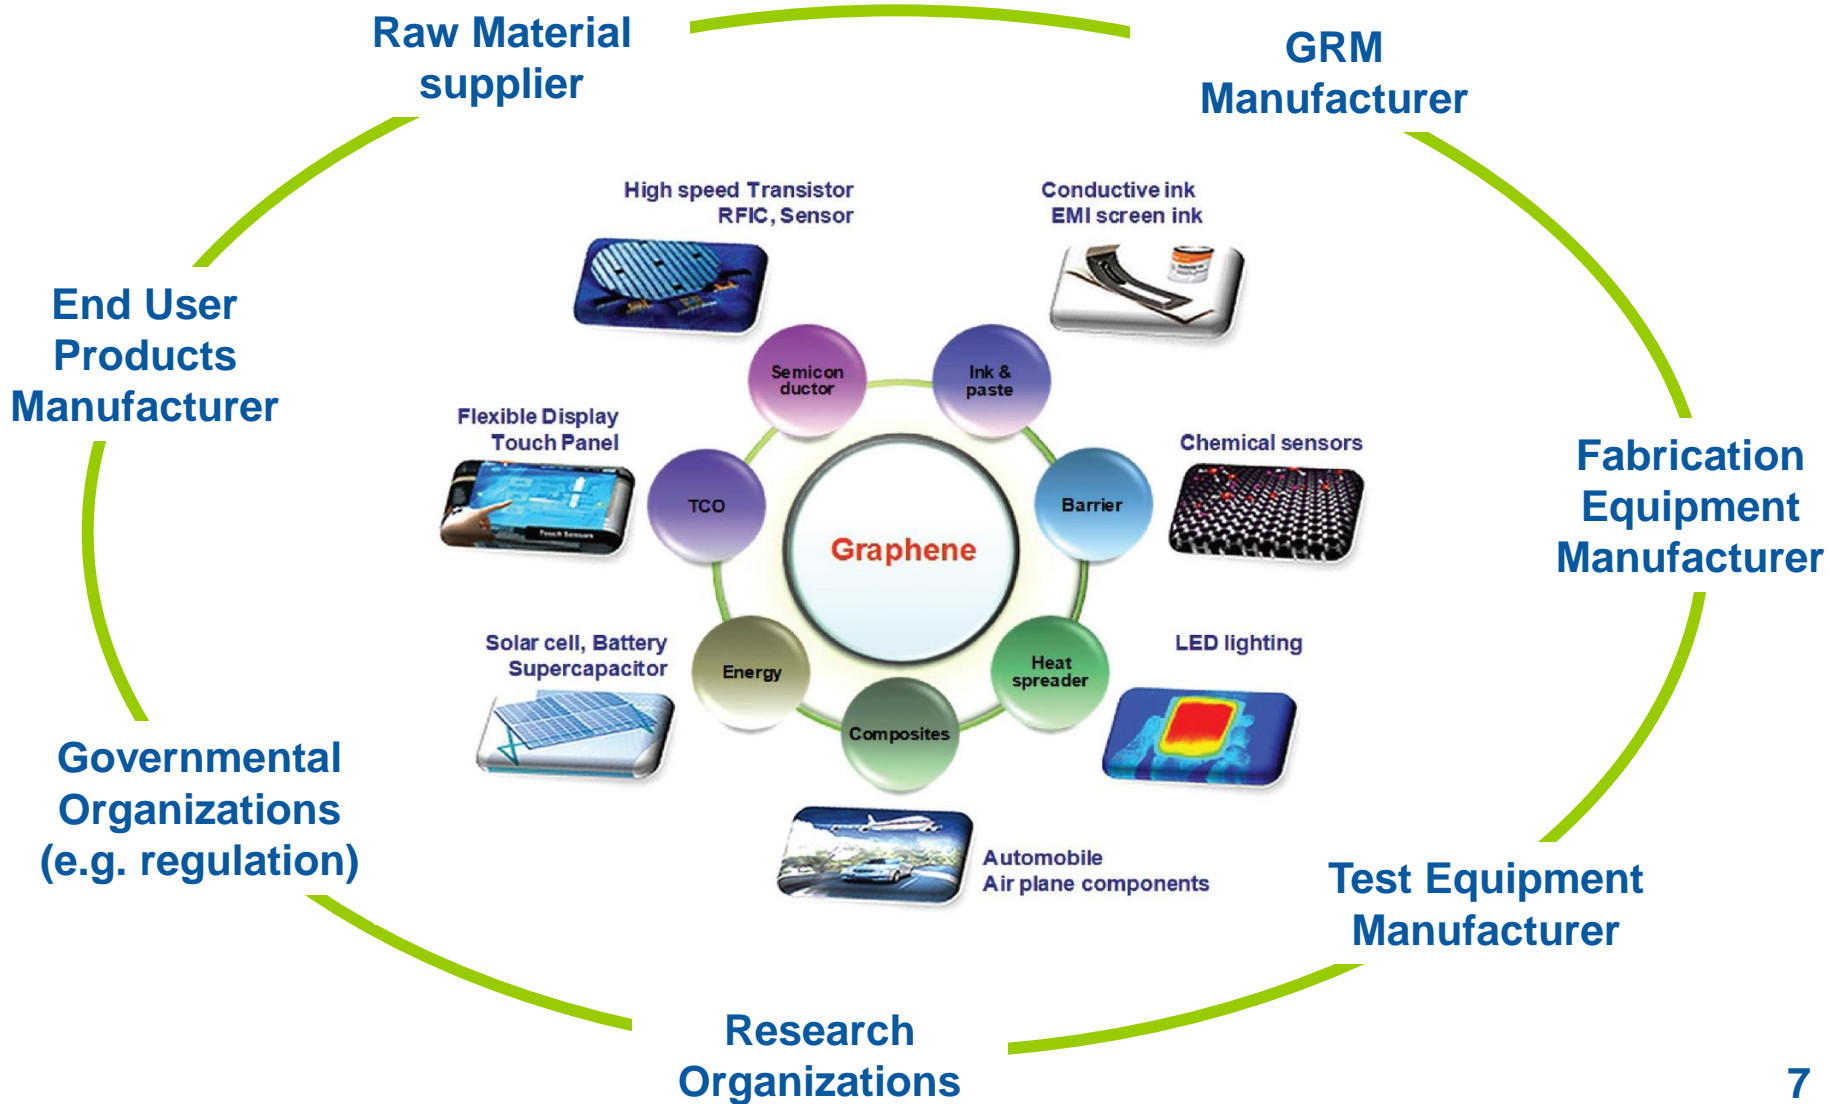 Raw Material
supplier
GRM
Manufacturer
High speed Transistor
RFIC, Sensor
Conductive ink
EMI screen ink
End User
Products
Manufacturer
Semicon
ductor
Ink &
paste
Flexible Display
Touch Panel
Chemical sensors
Fabrication
Equipment
Manufacturer
TCO
Barrier
Touch Sensors
Graphene
Solar cell, Battery
Supercapacitor
LED lighting
Energy
Heat
spreader
Composites
Governmental
Organizations
(e.g. regulation)
Automobile
Air plane components
Test Equipment
Manufacturer
Research
Organizations
7